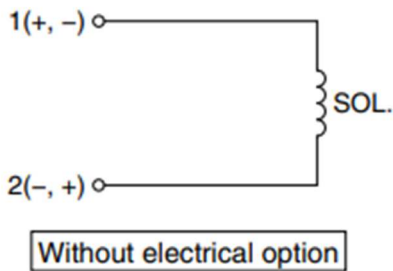 1(+, −)
SOL.
2(−, +)
Without electrical option